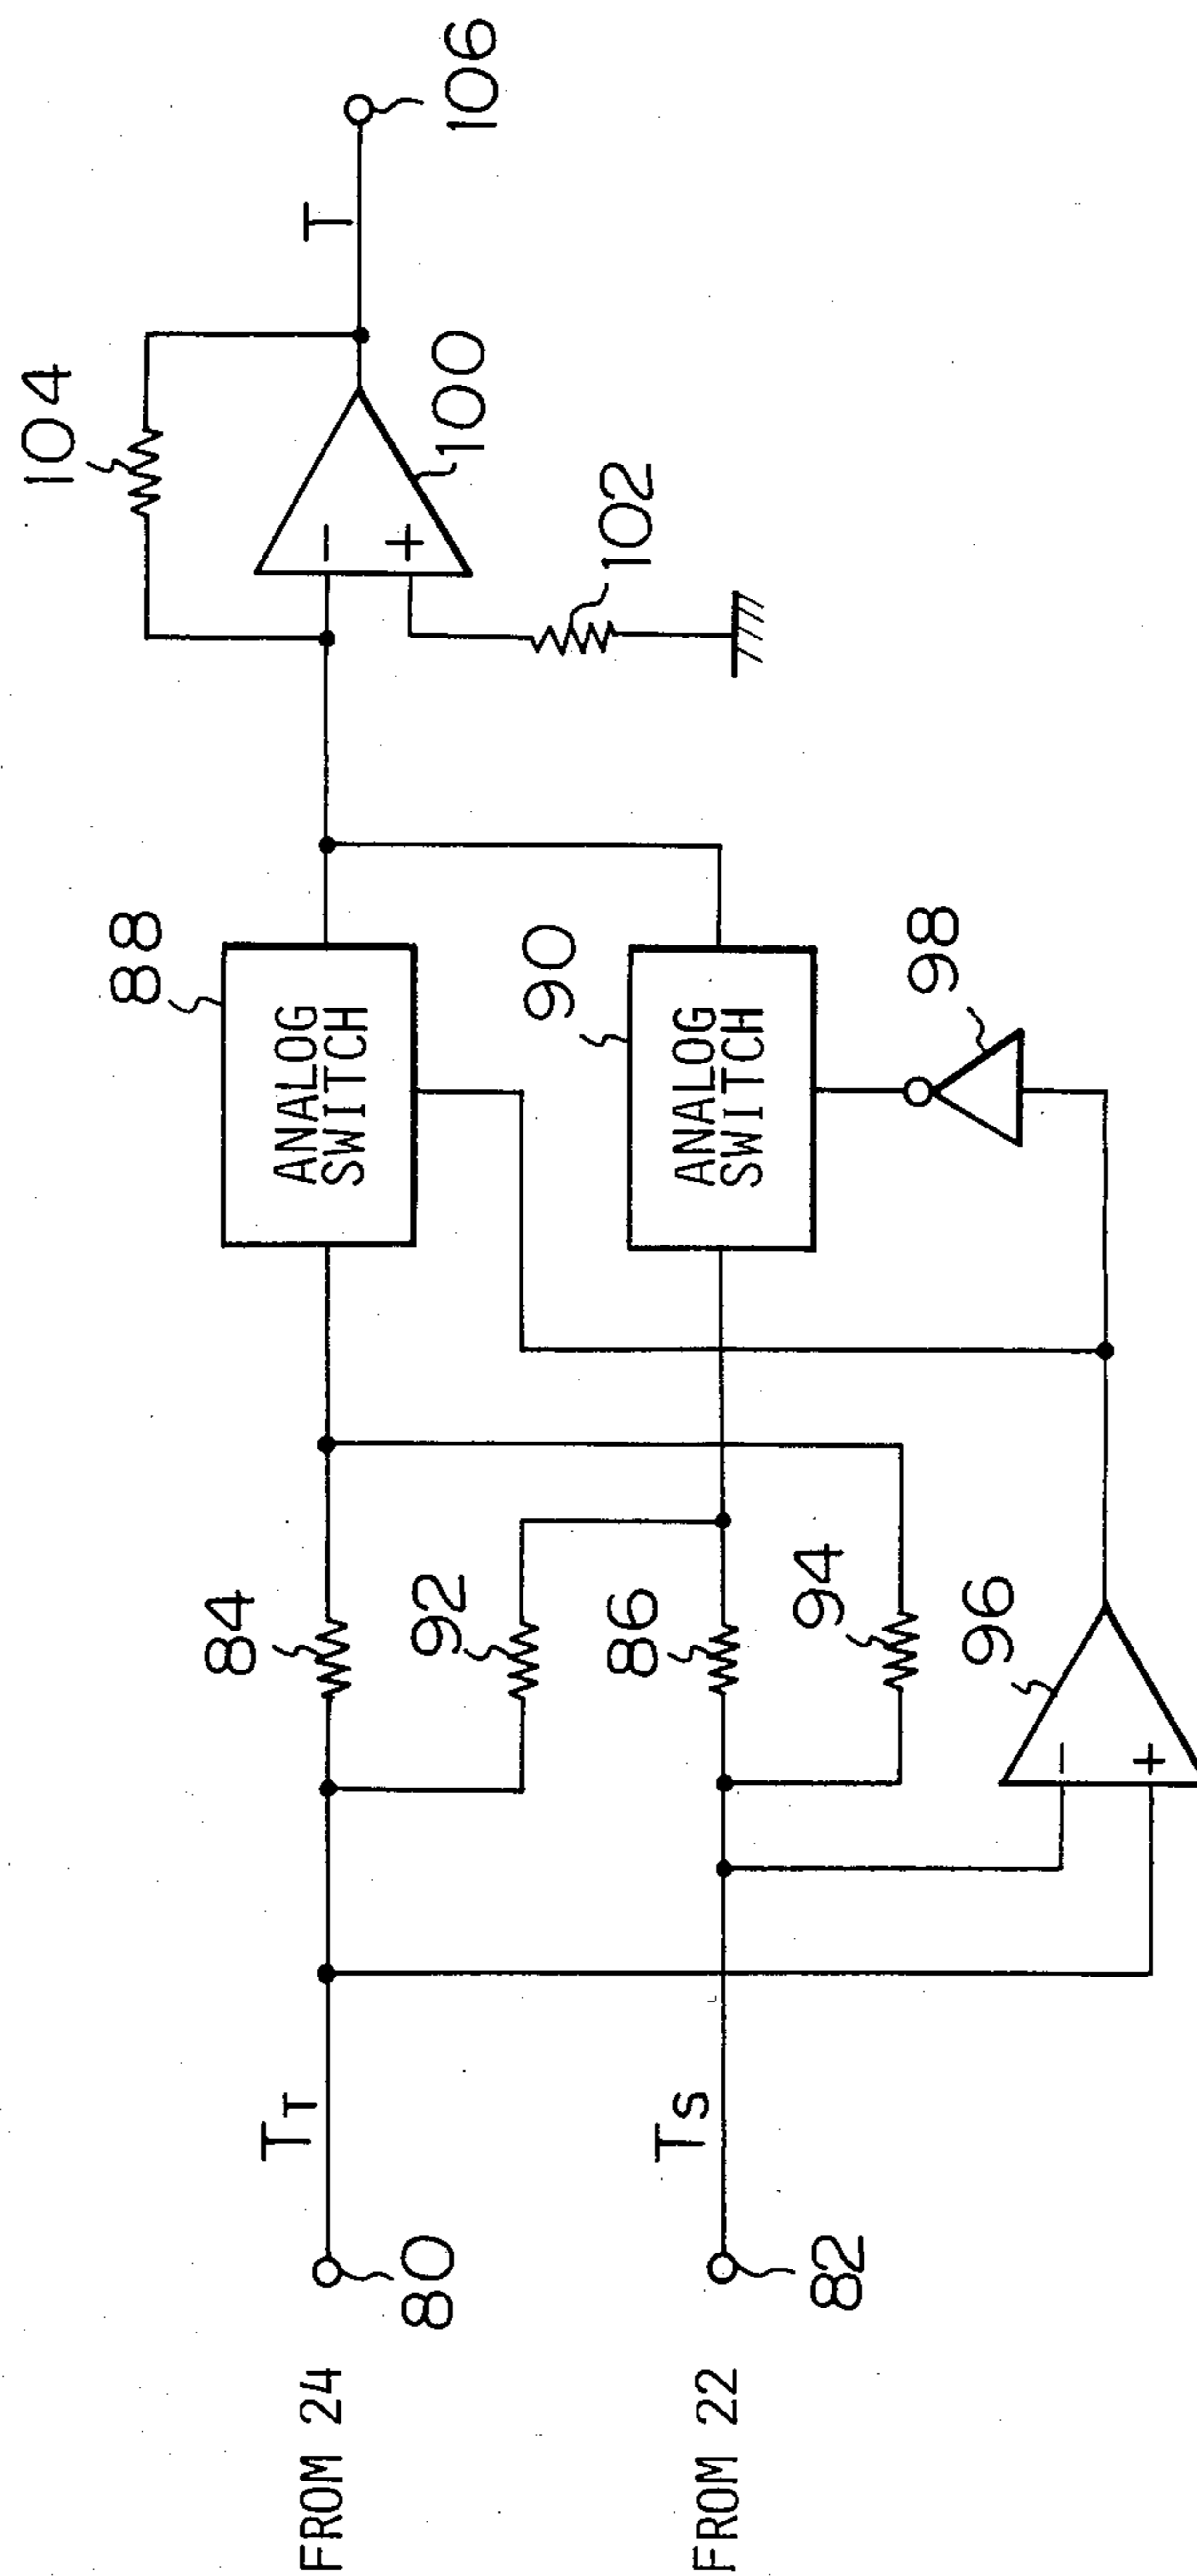 FROM 24
80
TT
FROM 22
82
TS
84
92
86
94
96
-
+
88
ANALOG
SWITCH
90
ANALOG
SWITCH
98
104
-
+
100
102
T
106